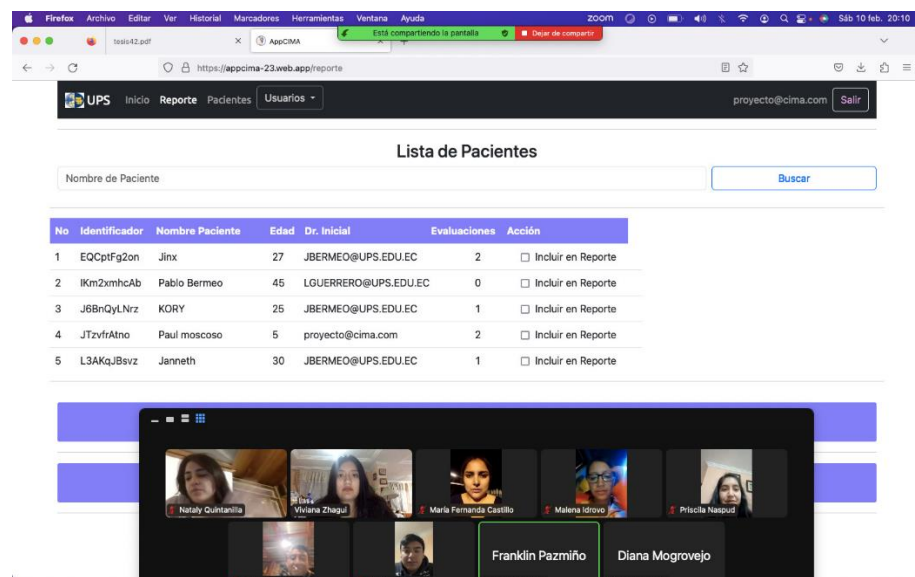 Firefox Archivo Editar Ver Historial Marcadores Herramientas Ventana Ayuda zoom Sáb 10 feb. 20:10
Está compartiendo la pantalla Dejar de compartir
tesis42.pdf × AppCIMA
https://appcima-23.web.app/reporte
UPS Inicio Reporte Pacientes Usuarios proyecto@cima.com Salir
Lista de Pacientes
Nombre de Paciente Buscar
No Identificador Nombre Paciente Edad Dr. Inicial Evaluaciones Acción
1 EQCptFg2on Jinx 27 JBERMEO@UPS.EDU.EC 2 Incluir en Reporte
2 IKm2xmhcAb Pablo Bermeo 45 LGUERRERO@UPS.EDU.EC 0 Incluir en Reporte
3 J6BnQyLNrz KORY 25 JBERMEO@UPS.EDU.EC 1 Incluir en Reporte
4 JTzvfrAtno Paul moscoso 5 proyecto@cima.com 2 Incluir en Reporte
5 L3AKqJBsvz Janneth 30 JBERMEO@UPS.EDU.EC 1 Incluir en Reporte
Nataly Quintanilla Viviana Zhagui María Fernanda Castillo Malena Idrovo Priscila Naspud
Franklin Pazmiño Diana Mogrovejo